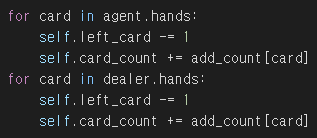 for card in agent.hands:
    self.left_card -= 1
    self.card_count += add_count[card]
for card in dealer.hands:
    self.left_card -= 1
    self.card_count += add_count[card]